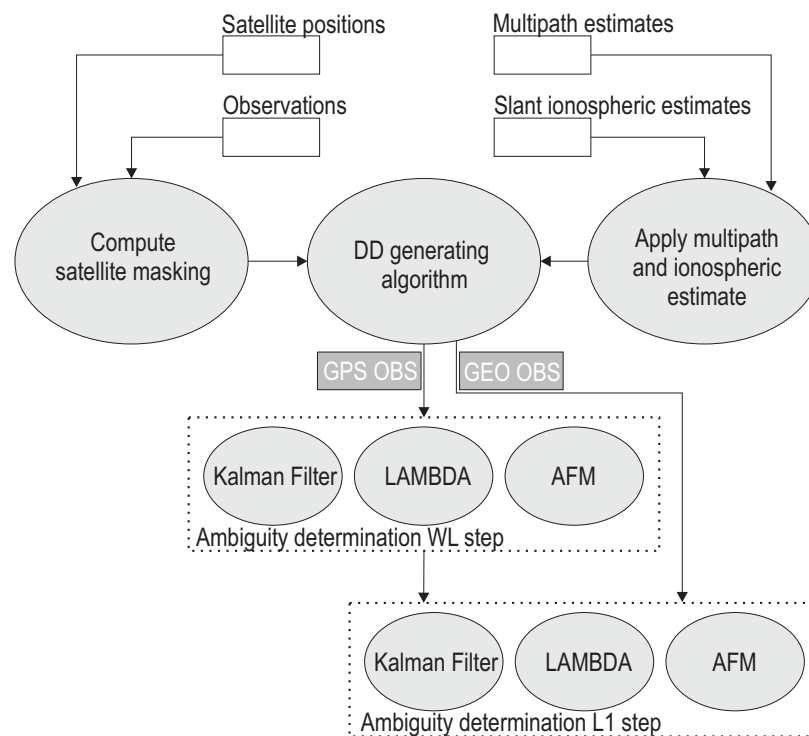 Satellite positions
Multipath estimates
Observations
Slant ionospheric estimates
Compute
satellite masking
DD generating
algorithm
Apply multipath
and ionospheric
estimate
GPS OBS
GEO OBS
Kalman Filter
LAMBDA
AFM
Ambiguity determination WL step
Kalman Filter
LAMBDA
AFM
Ambiguity determination L1 step